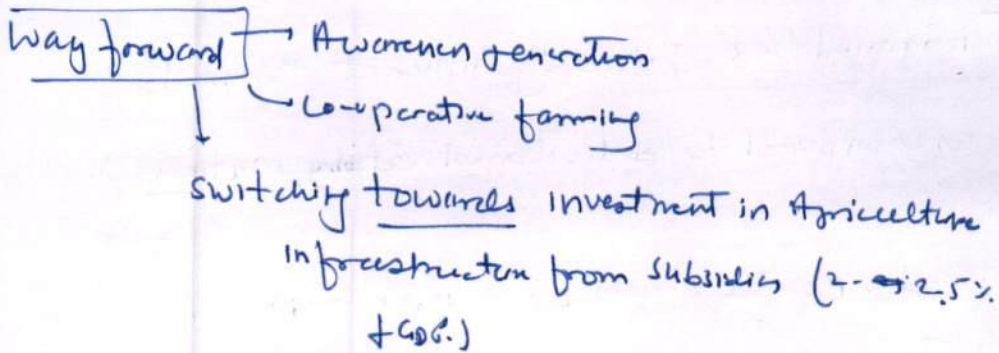 Way forward → Awareness generation
→ Co-operative farming
Switching towards investment in Agriculture
infrastructure from subsidies (2-2.5%
of GDP.)